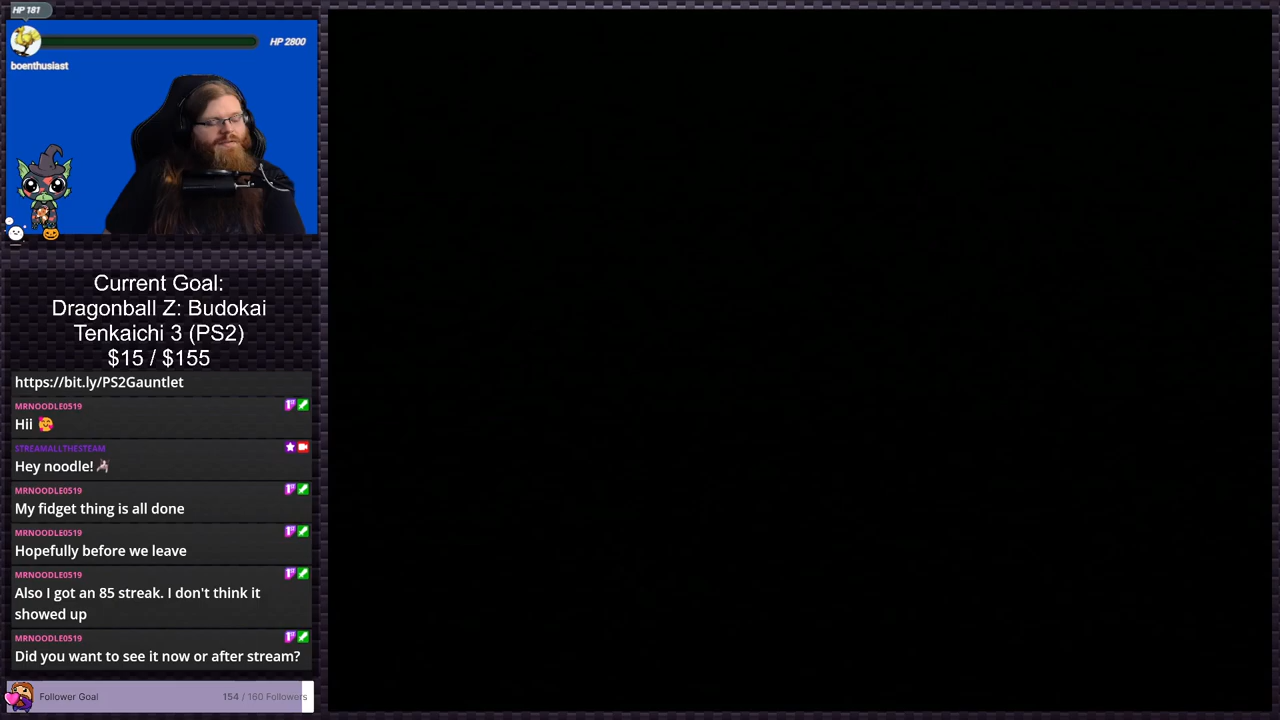 HP 181
HP 2800
boenthusiast
Current Goal:
Dragonball Z: Budokai
Tenkaichi 3 (PS2)
$15 / $155
https://bit.ly/PS2Gauntlet
MRNOODLE0519
Hii 🥰
STREAMALLTHESTEAM
Hey noodle!
MRNOODLE0519
My fidget thing is all done
MRNOODLE0519
Hopefully before we leave
MRNOODLE0519
Also I got an 85 streak. I don't think it
showed up
MRNOODLE0519
Did you want to see it now or after stream?
Follower Goal
154 / 160 Followers